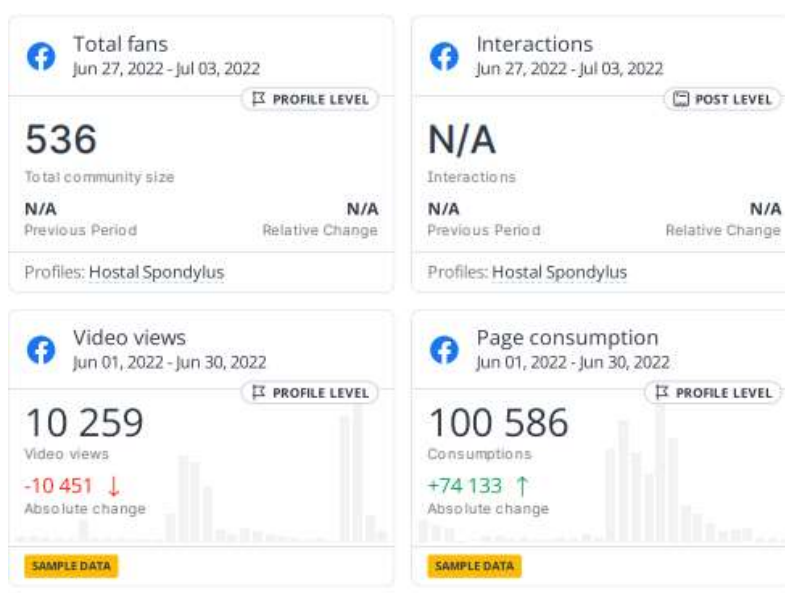 Total fans
Jun 27, 2022 - Jul 03, 2022
PROFILE LEVEL
536
Total community size
N/A N/A
Previous Period Relative Change
Profiles: Hostal Spondylus
Interactions
Jun 27, 2022 - Jul 03, 2022
POST LEVEL
N/A
Interactions
N/A N/A
Previous Period Relative Change
Profiles: Hostal Spondylus
Video views
Jun 01, 2022 - Jun 30, 2022
PROFILE LEVEL
10 259
Video views
-10 451 ↓
Absolute change
SAMPLE DATA
Page consumption
Jun 01, 2022 - Jun 30, 2022
PROFILE LEVEL
100 586
Consumptions
+74 133 ↑
Absolute change
SAMPLE DATA